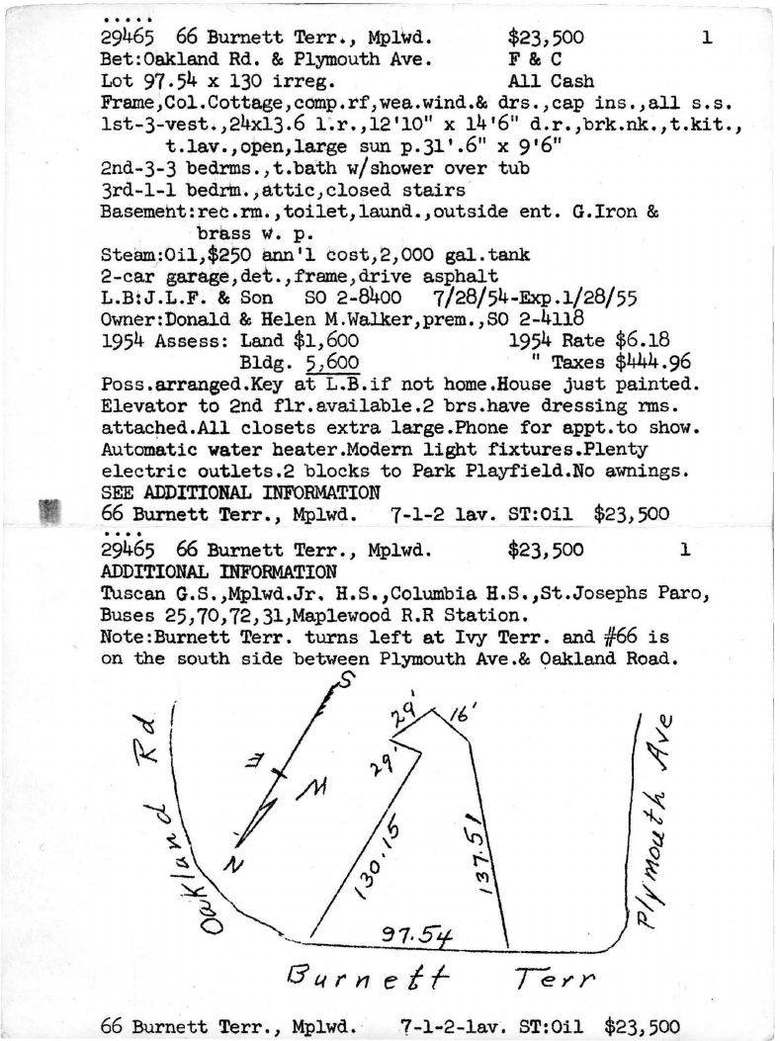 .....
29465 66 Burnett Terr., Mplwd. $23,500 1
Bet:Oakland Rd. & Plymouth Ave. F & C
Lot 97.54 x 130 irreg. All Cash
Frame,Col.Cottage,comp.rf,wea.wind.& drs.,cap ins.,all s.s.
1st-3-vest.,24x13.6 l.r.,12'10" x 14'6" d.r.,brk.nk.,t.kit.,
t.lav.,open,large sun p.31'.6" x 9'6"
2nd-3-3 bedrms.,t.bath w/shower over tub
3rd-1-1 bedrm.,attic,closed stairs
Basement:rec.rm.,toilet,laund.,outside ent. G.Iron &
brass w. p.
Steam:Oil,$250 ann'l cost,2,000 gal.tank
2-car garage,det.,frame,drive asphalt
L.B:J.L.F. & Son SO 2-8400 7/28/54-Exp.1/28/55
Owner:Donald & Helen M.Walker,prem.,SO 2-4118
1954 Assess: Land $1,600 1954 Rate $6.18
Bldg. 5,600 " Taxes $444.96
Poss.arranged.Key at L.B.if not home.House just painted.
Elevator to 2nd flr.available.2 brs.have dressing rms.
attached.All closets extra large.Phone for appt.to show.
Automatic water heater.Modern light fixtures.Plenty
electric outlets.2 blocks to Park Playfield.No awnings.
SEE ADDITIONAL INFORMATION
66 Burnett Terr., Mplwd. 7-1-2 lav. ST:Oil $23,500
....
29465 66 Burnett Terr., Mplwd. $23,500 1
ADDITIONAL INFORMATION
Tuscan G.S.,Mplwd.Jr. H.S.,Columbia H.S.,St.Josephs Paro,
Buses 25,70,72,31,Maplewood R.R Station.
Note:Burnett Terr. turns left at Ivy Terr. and #66 is
on the south side between Plymouth Ave.& Oakland Road.
S
29'
16'
Oakland Rd
E
29'
W
Plymouth Ave
N
130.15
137.51
97.54
Burnett Terr
66 Burnett Terr., Mplwd. 7-1-2-lav. ST:Oil $23,500